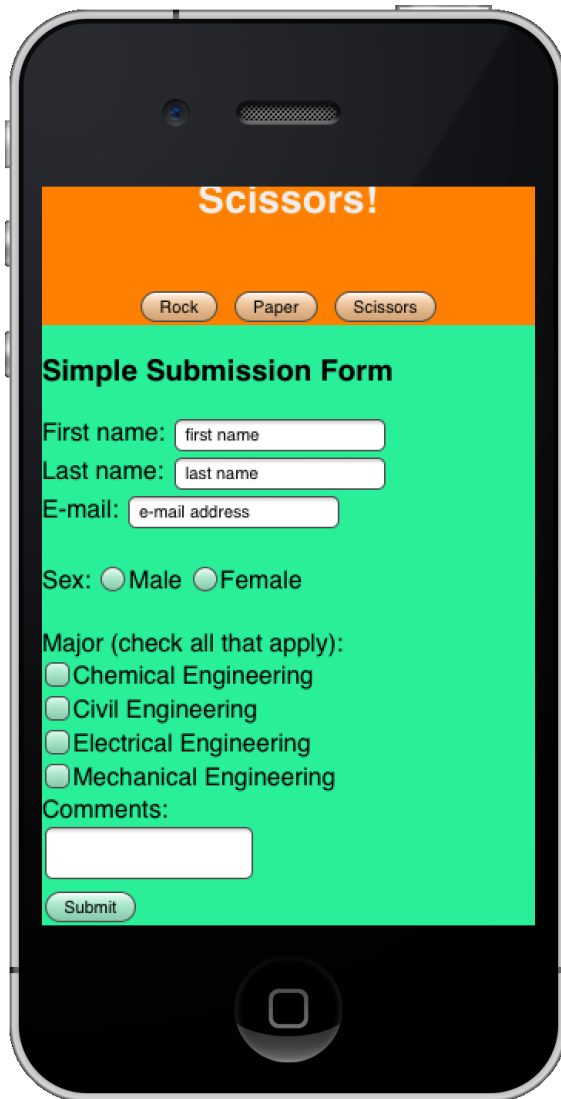 Scissors!
Rock Paper Scissors
Simple Submission Form
First name: first name
Last name: last name
E-mail: e-mail address
Sex: Male Female
Major (check all that apply):
Chemical Engineering
Civil Engineering
Electrical Engineering
Mechanical Engineering
Comments:
Submit